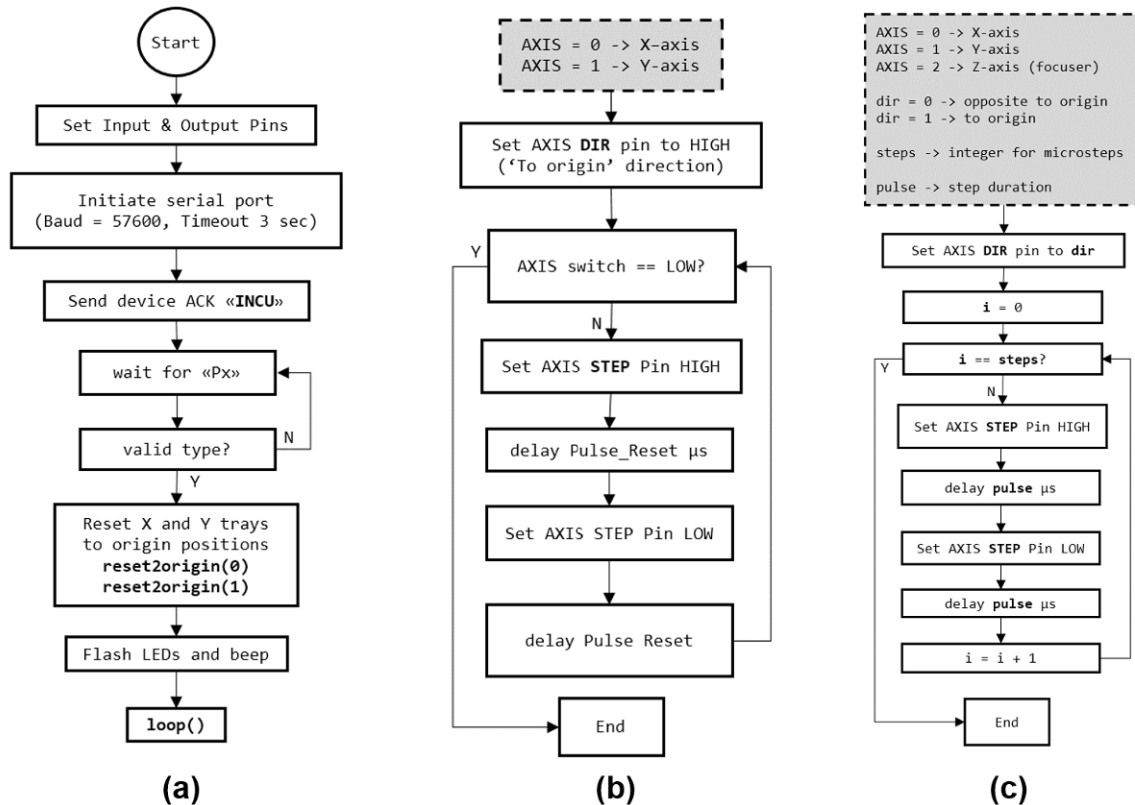 Start
Set Input & Output Pins
Initiate serial port
(Baud = 57600, Timeout 3 sec)
Send device ACK «INCU»
wait for «Px»
valid type?
N
Y
Reset X and Y trays
to origin positions
reset2origin(0)
reset2origin(1)
Flash LEDs and beep
loop()
(a)
AXIS = 0 -> X-axis
AXIS = 1 -> Y-axis
Set AXIS DIR pin to HIGH
(‘To origin’ direction)
Y
AXIS switch == LOW?
N
Set AXIS STEP Pin HIGH
delay Pulse_Reset µs
Set AXIS STEP Pin LOW
delay Pulse Reset
End
(b)
AXIS = 0 -> X-axis
AXIS = 1 -> Y-axis
AXIS = 2 -> Z-axis (focuser)
dir = 0 -> opposite to origin
dir = 1 -> to origin
steps -> integer for microsteps
pulse -> step duration
Set AXIS DIR pin to dir
i = 0
i == steps?
Y
N
Set AXIS STEP Pin HIGH
delay pulse µs
Set AXIS STEP Pin LOW
delay pulse µs
i = i + 1
End
(c)